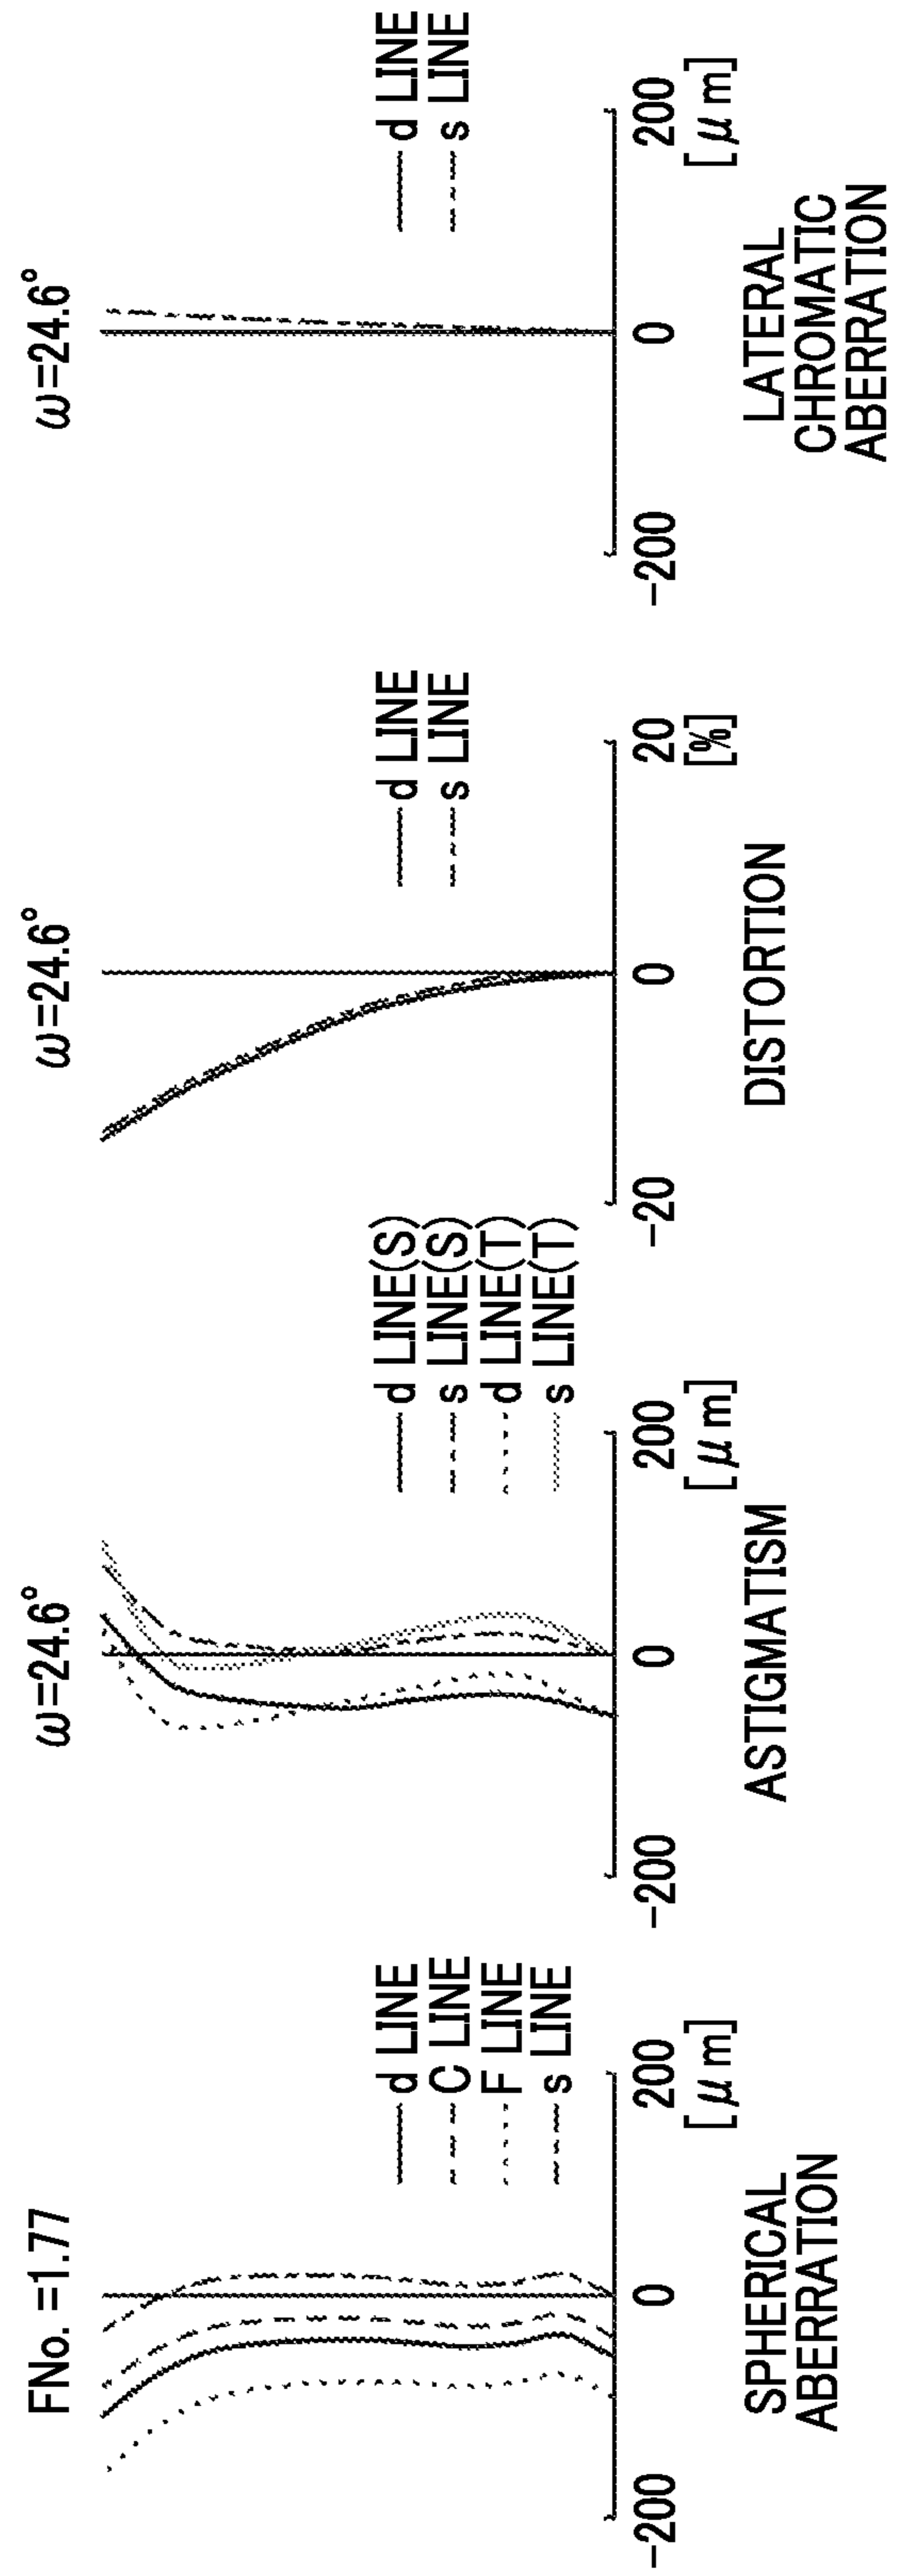 FNo. =1.77
d LINE
C LINE
F LINE
s LINE
-200
0
200
[μm]
SPHERICAL
ABERRATION
ω=24.6°
d LINE(S)
s LINE(S)
d LINE(T)
s LINE(T)
-200
0
200
[μm]
ASTIGMATISM
ω=24.6°
d LINE
s LINE
-20
0
20
[%]
DISTORTION
ω=24.6°
d LINE
s LINE
-200
0
200
[μm]
LATERAL
CHROMATIC
ABERRATION